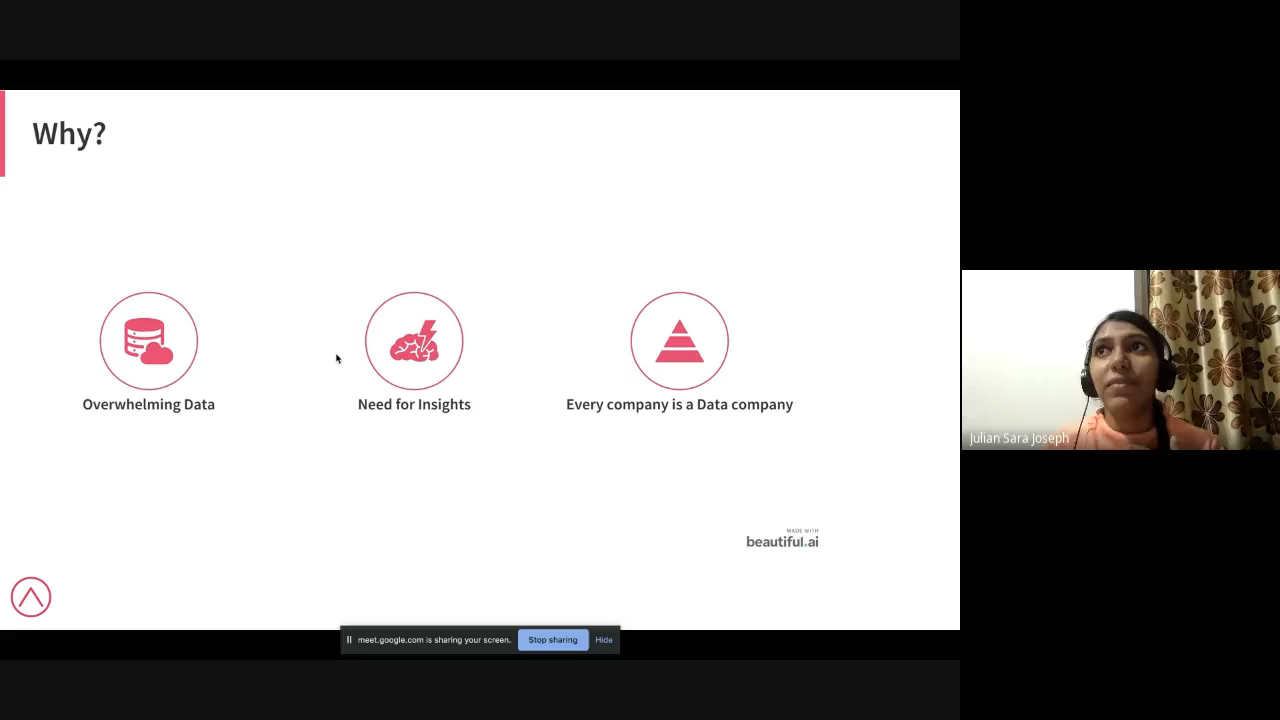 Why?
Overwhelming Data
Need for Insights
Every company is a Data company
MADE WITH
beautiful.ai
Julian Sara Joseph
meet.google.com is sharing your screen.
Stop sharing
Hide